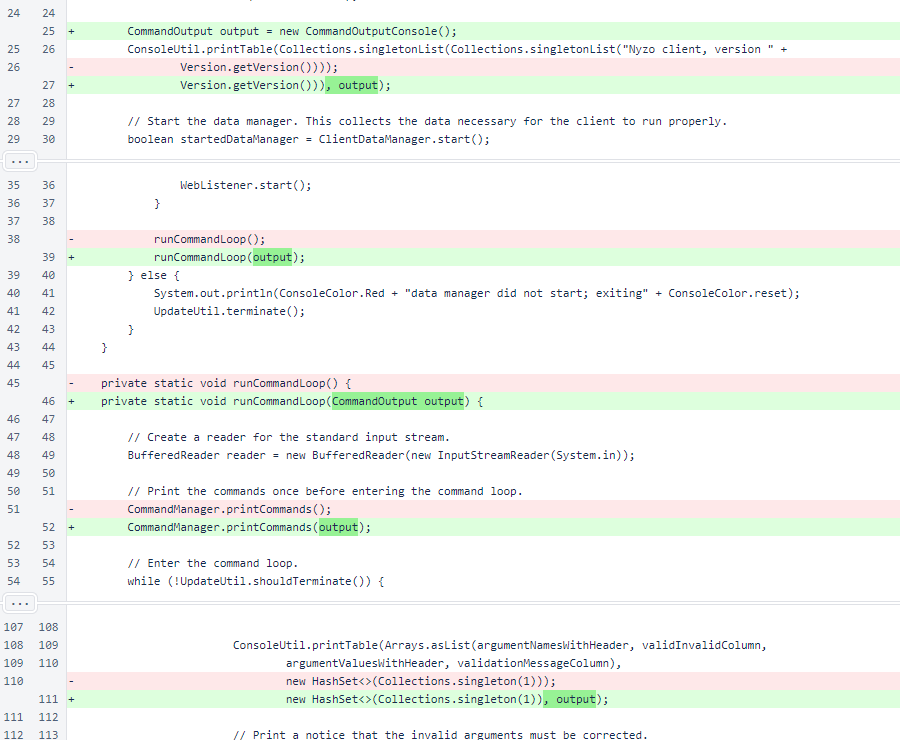 24 24
25 + CommandOutput output = new CommandOutputConsole();
25 26 ConsoleUtil.printTable(Collections.singletonList(Collections.singletonList("Nyzo client, version " +
26 - Version.getVersion())));
27 + Version.getVersion())), output);
27 28
28 29 // Start the data manager. This collects the data necessary for the client to run properly.
29 30 boolean startedDataManager = ClientDataManager.start();
...
35 36 WebListener.start();
36 37 }
37 38
38 - runCommandLoop();
39 + runCommandLoop(output);
39 40 } else {
40 41 System.out.println(ConsoleColor.Red + "data manager did not start; exiting" + ConsoleColor.reset);
41 42 UpdateUtil.terminate();
42 43 }
43 44 }
44 45
45 - private static void runCommandLoop() {
46 + private static void runCommandLoop(CommandOutput output) {
46 47
47 48 // Create a reader for the standard input stream.
48 49 BufferedReader reader = new BufferedReader(new InputStreamReader(System.in));
49 50
50 51 // Print the commands once before entering the command loop.
51 - CommandManager.printCommands();
52 + CommandManager.printCommands(output);
52 53
53 54 // Enter the command loop.
54 55 while (!UpdateUtil.shouldTerminate()) {
...
107 108
108 109 ConsoleUtil.printTable(Arrays.asList(argumentNamesWithHeader, validInvalidColumn,
109 110 argumentValuesWithHeader, validationMessageColumn),
110 - new HashSet<>(Collections.singleton(1)));
111 + new HashSet<>(Collections.singleton(1)), output);
111 112
112 113 // Print a notice that the invalid arguments must be corrected.